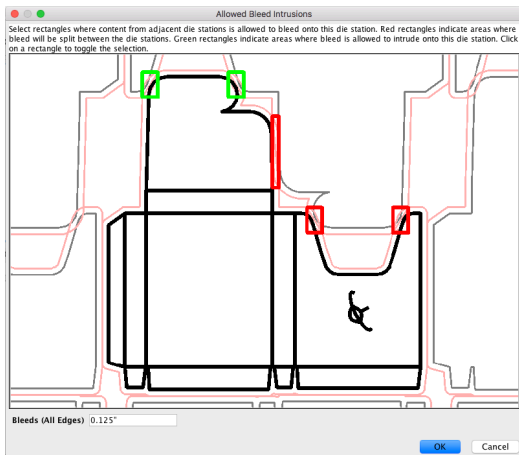 Allowed Bleed Intrusions
Select rectangles where content from adjacent die stations is allowed to bleed onto this die station. Red rectangles indicate areas where
bleed will be split between the die stations. Green rectangles indicate areas where bleed is allowed to intrude onto this die station. Click
on a rectangle to toggle the selection.
Bleeds (All Edges) 0.125"
OK Cancel